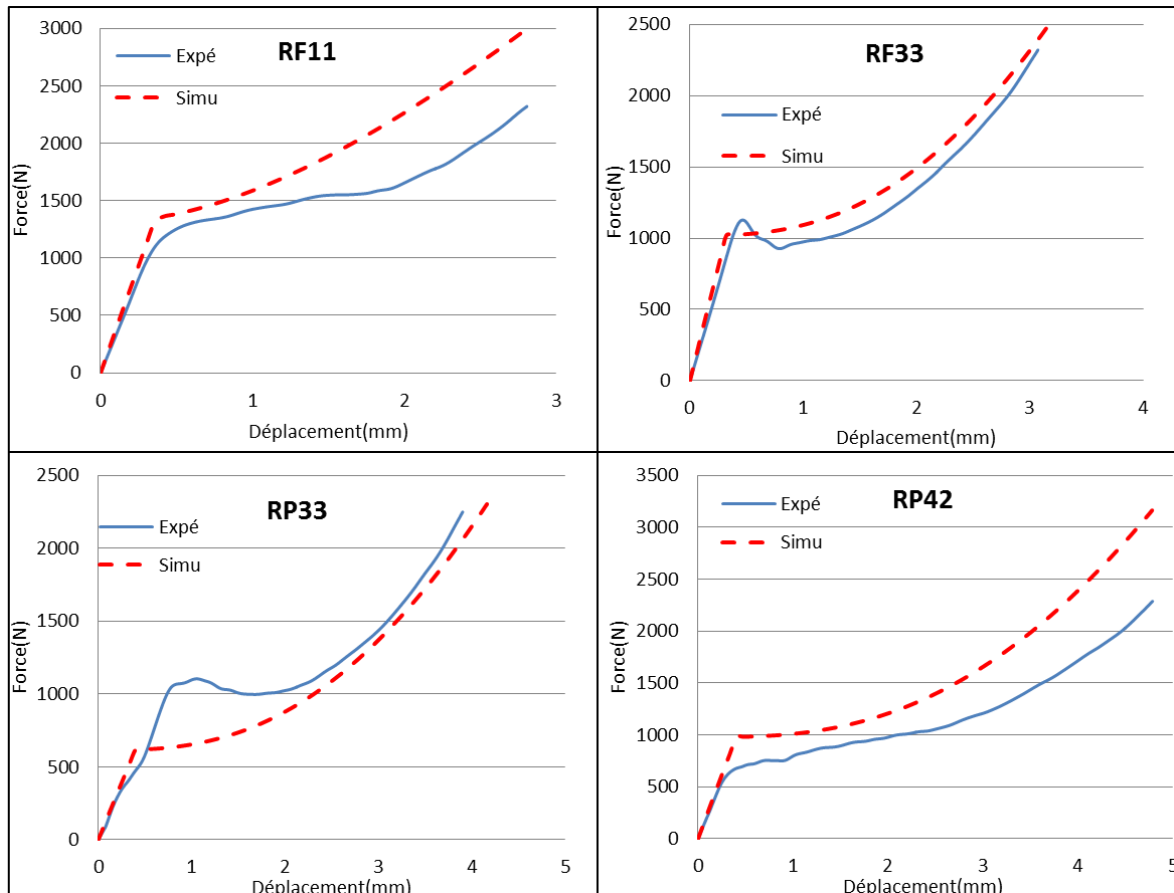 RF11
Expé
Simu
Force(N)
3000
2500
2000
1500
1000
500
0
0 1 2 3
Déplacement(mm)
RF33
Expé
Simu
Force(N)
2500
2000
1500
1000
500
0
0 1 2 3 4
Déplacement(mm)
RP33
Expé
Simu
Force(N)
2500
2000
1500
1000
500
0
0 1 2 3 4 5
Déplacement(mm)
RP42
Expé
Simu
Force(N)
3500
3000
2500
2000
1500
1000
500
0
0 1 2 3 4 5
Déplacement(mm)